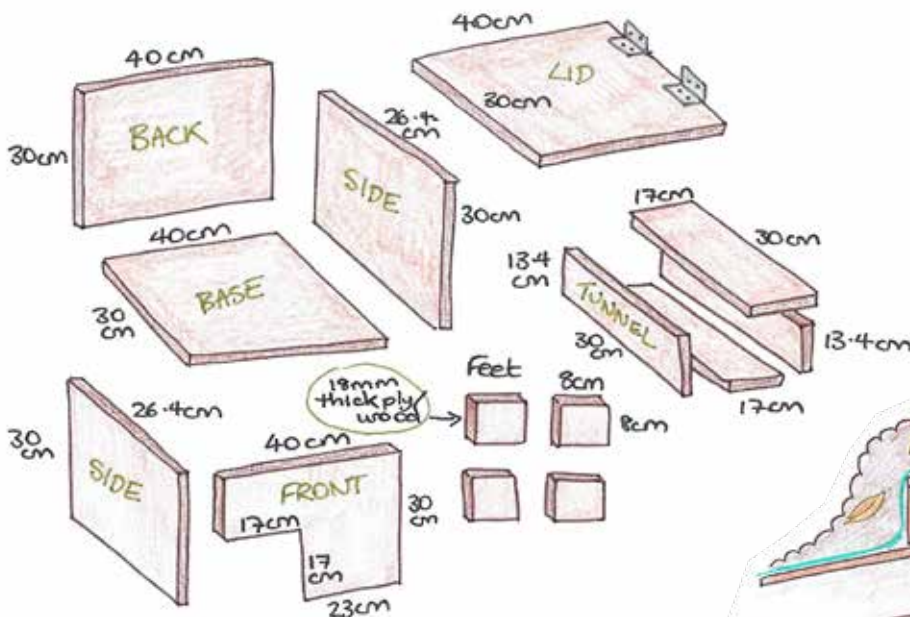 40cm
30cm
BACK
40cm
30cm
LID
26.4
cm
SIDE
30cm
40cm
30
cm
BASE
17cm
30cm
13.4
cm
TUNNEL
30cm
13.4cm
17cm
18mm
thick ply
wood
Feet
8cm
8cm
26.4cm
30
cm
SIDE
40cm
FRONT
17cm
30
cm
17
cm
23cm